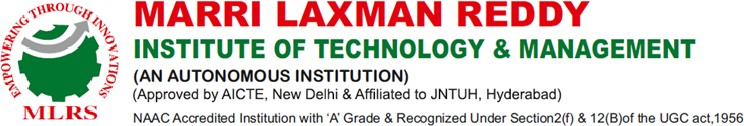 EMPOWERING THROUGH INNOVATIONS
MLRS
MARRI LAXMAN REDDY
INSTITUTE OF TECHNOLOGY & MANAGEMENT
(AN AUTONOMOUS INSTITUTION)
(Approved by AICTE, New Delhi & Affiliated to JNTUH, Hyderabad)
NAAC Accredited Institution with ‘A’ Grade & Recognized Under Section2(f) & 12(B)of the UGC act,1956